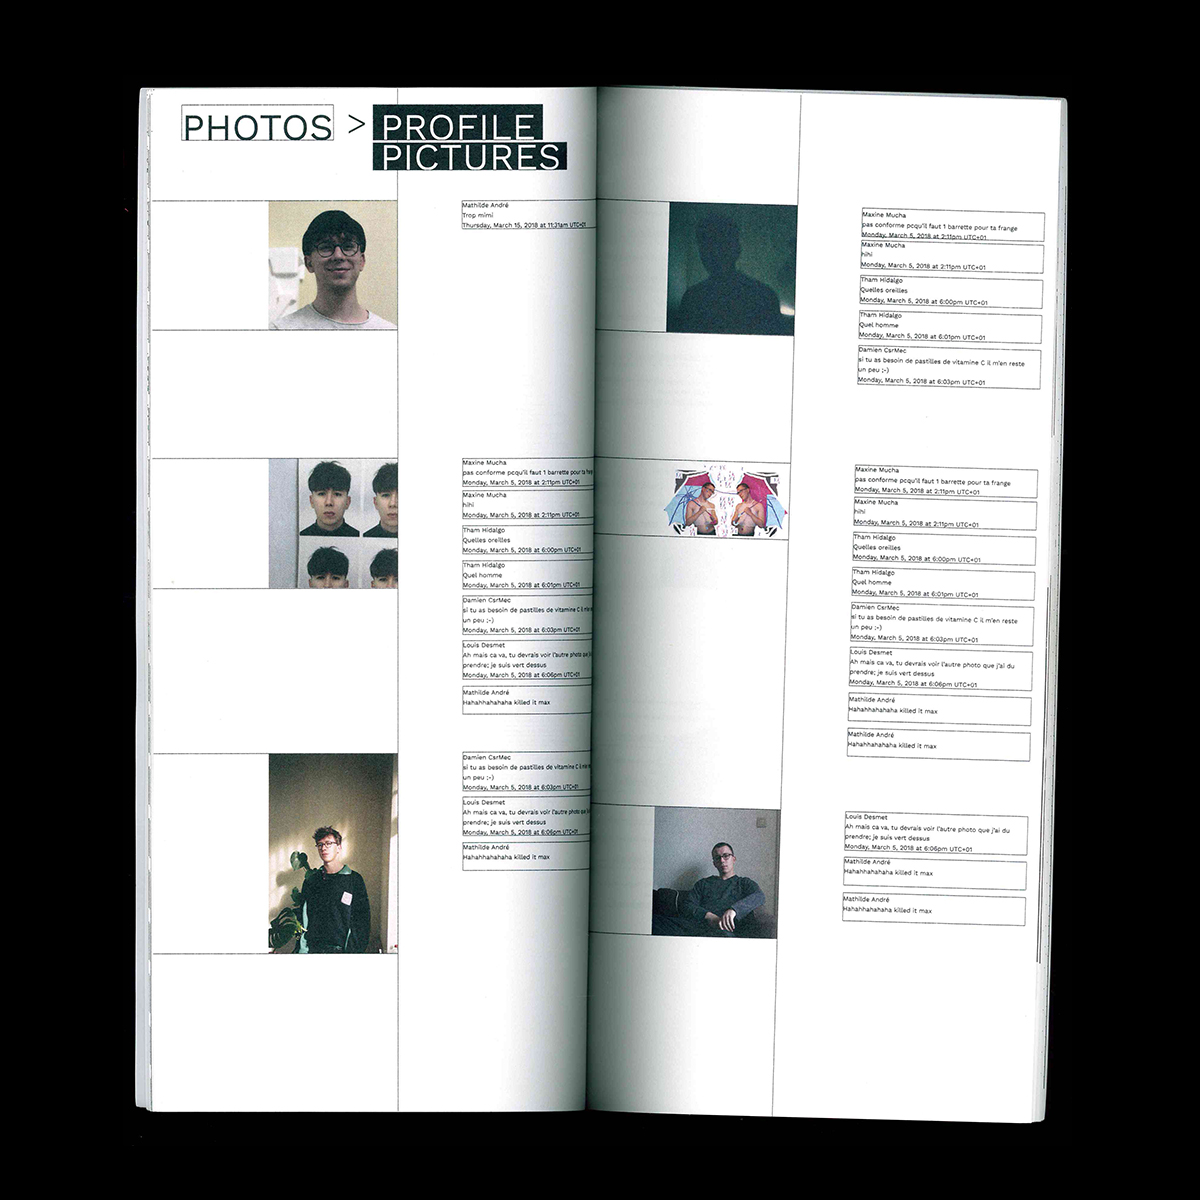 PHOTOS > PROFILE
PICTURES
Mathilde André
Trop mimi
Thursday, March 15, 2018 at 11:31am UTC+01
Maxine Mucha
pas conforme pcqu'il faut 1 barrette pour ta
Monday, March 5, 2018 at 2:11pm UTC+01
Maxine Mucha
hihi
Monday, March 5, 2018 at 2:11pm UTC+01
Tham Hidalgo
Quelles oreilles
Monday, March 5, 2018 at 6:00pm UTC+01
Tham Hidalgo
Quel homme
Monday, March 5, 2018 at 6:01pm UTC+01
Damien CsrMec
si tu as besoin de pastilles de vitamine C il m'en
un peu ;-)
Monday, March 5, 2018 at 6:03pm UTC+01
Louis Desmet
Ah mais ca va, tu devrais voir l'autre photo que
prendre; je suis vert dessus
Monday, March 5, 2018 at 6:06pm UTC+01
Mathilde André
Hahahhahahaha killed it max
Damien CsrMec
si tu as besoin de pastilles de vitamine C il m'en
un peu ;-)
Monday, March 5, 2018 at 6:03pm UTC+01
Louis Desmet
Ah mais ca va, tu devrais voir l'autre photo que
prendre; je suis vert dessus
Monday, March 5, 2018 at 6:06pm UTC+01
Mathilde André
Hahahhahahaha killed it max
Maxine Mucha
pas conforme pcqu'il faut 1 barrette pour ta frange
Monday, March 5, 2018 at 2:11pm UTC+01
Maxine Mucha
hihi
Monday, March 5, 2018 at 2:11pm UTC+01
Tham Hidalgo
Quelles oreilles
Monday, March 5, 2018 at 6:00pm UTC+01
Tham Hidalgo
Quel homme
Monday, March 5, 2018 at 6:01pm UTC+01
Damien CsrMec
si tu as besoin de pastilles de vitamine C il m'en reste
un peu ;-)
Monday, March 5, 2018 at 6:03pm UTC+01
Maxine Mucha
pas conforme pcqu'il faut 1 barrette pour ta frange
Monday, March 5, 2018 at 2:11pm UTC+01
Maxine Mucha
hihi
Monday, March 5, 2018 at 2:11pm UTC+01
Tham Hidalgo
Quelles oreilles
Monday, March 5, 2018 at 6:00pm UTC+01
Tham Hidalgo
Quel homme
Monday, March 5, 2018 at 6:01pm UTC+01
Damien CsrMec
si tu as besoin de pastilles de vitamine C il m'en reste
un peu ;-)
Monday, March 5, 2018 at 6:03pm UTC+01
Louis Desmet
Ah mais ca va, tu devrais voir l'autre photo que j'ai du
prendre; je suis vert dessus
Monday, March 5, 2018 at 6:06pm UTC+01
Mathilde André
Hahahhahahaha killed it max
Mathilde André
Hahahhahahaha killed it max
Louis Desmet
Ah mais ca va, tu devrais voir l'autre photo que j'ai du
prendre; je suis vert dessus
Monday, March 5, 2018 at 6:06pm UTC+01
Mathilde André
Hahahhahahaha killed it max
Mathilde André
Hahahhahahaha killed it max